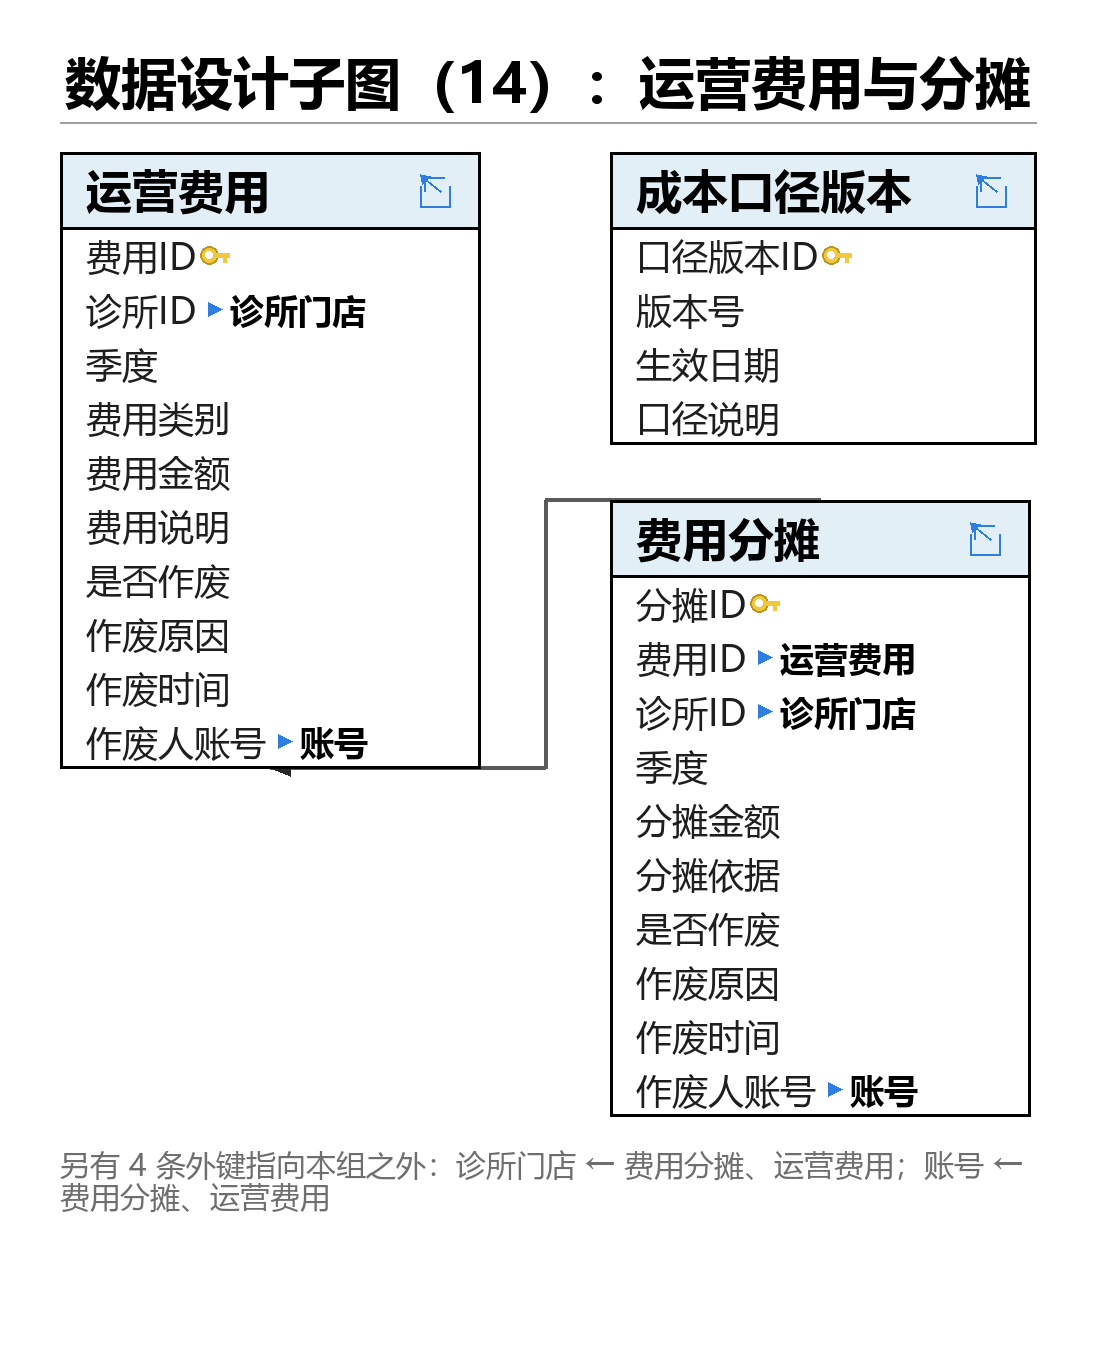 数据设计子图（14）：运营费用与分摊
运营费用
费用ID
诊所ID 诊所门店
季度
费用类别
费用金额
费用说明
是否作废
作废原因
作废时间
作废人账号 账号
成本口径版本
口径版本ID
版本号
生效日期
口径说明
费用分摊
分摊ID
费用ID 运营费用
诊所ID 诊所门店
季度
分摊金额
分摊依据
是否作废
作废原因
作废时间
作废人账号 账号
另有 4 条外键指向本组之外：诊所门店 ← 费用分摊、运营费用；账号 ←
费用分摊、运营费用